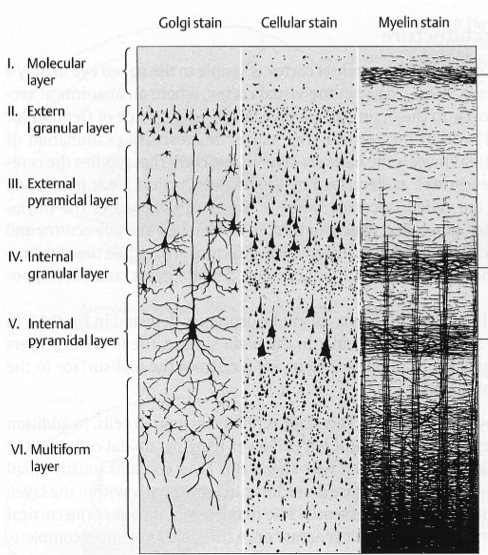 Golgi stain Cellular stain Myelin stain
I. Molecular
layer
II. Extern
l granular layer
III. External
pyramidal layer
IV. Internal
granular layer
V. Internal
pyramidal layer
VI. Multiform
layer